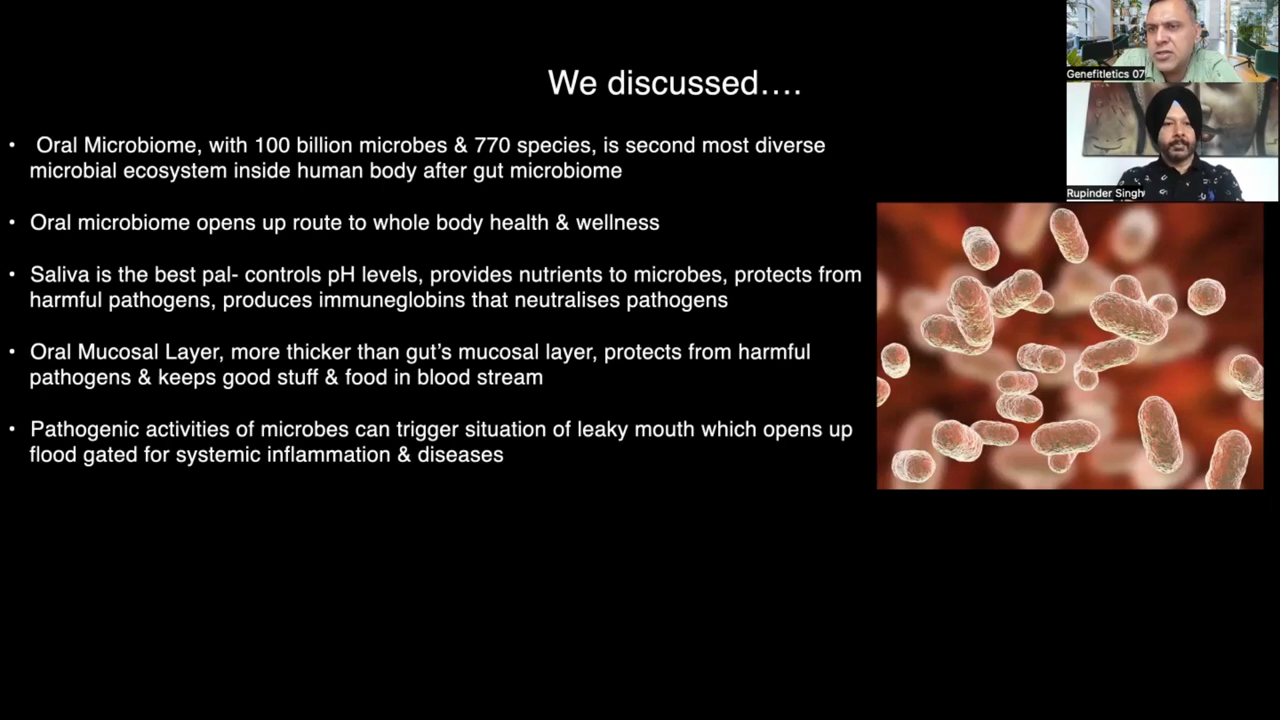 We discussed....
• Oral Microbiome, with 100 billion microbes & 770 species, is second most diverse
microbial ecosystem inside human body after gut microbiome
• Oral microbiome opens up route to whole body health & wellness
• Saliva is the best pal- controls pH levels, provides nutrients to microbes, protects from
harmful pathogens, produces immuneglobins that neutralises pathogens
• Oral Mucosal Layer, more thicker than gut’s mucosal layer, protects from harmful
pathogens & keeps good stuff & food in blood stream
• Pathogenic activities of microbes can trigger situation of leaky mouth which opens up
flood gated for systemic inflammation & diseases
Genefitletics 07
Rupinder Singh